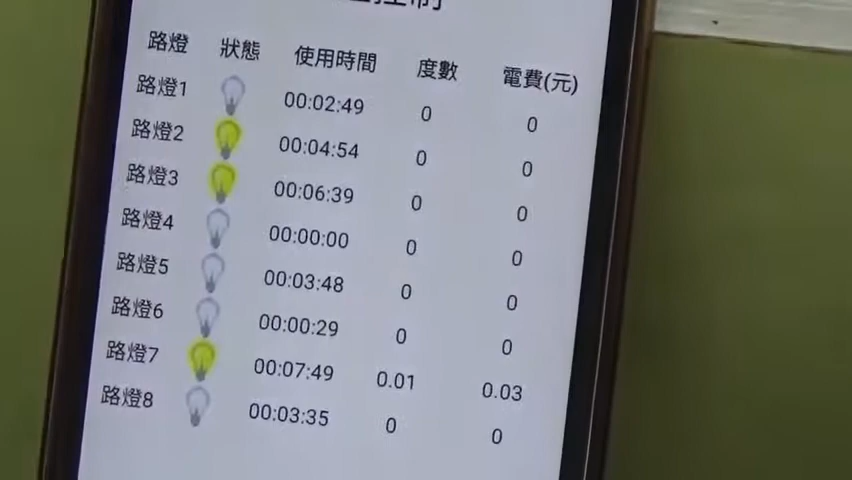 路燈 狀態 使用時間 度數 電費(元)
路燈1 00:02:49 0 0
路燈2 00:04:54 0 0
路燈3 00:06:39 0 0
路燈4 00:00:00 0 0
路燈5 00:03:48 0 0
路燈6 00:00:29 0 0
路燈7 00:07:49 0.01 0.03
路燈8 00:03:35 0 0